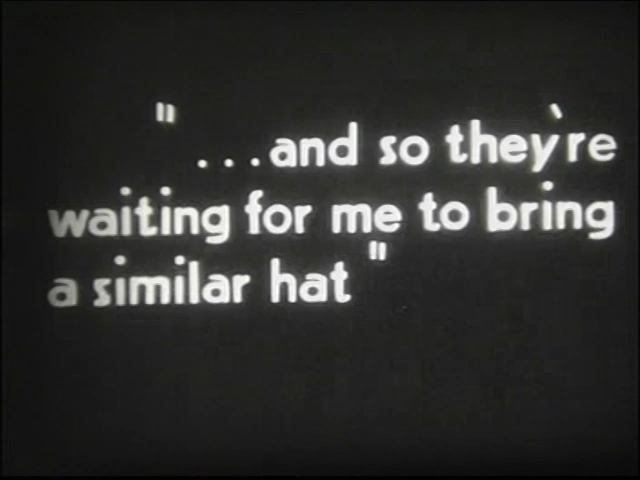 "...and so they're
waiting for me to bring
a similar hat"